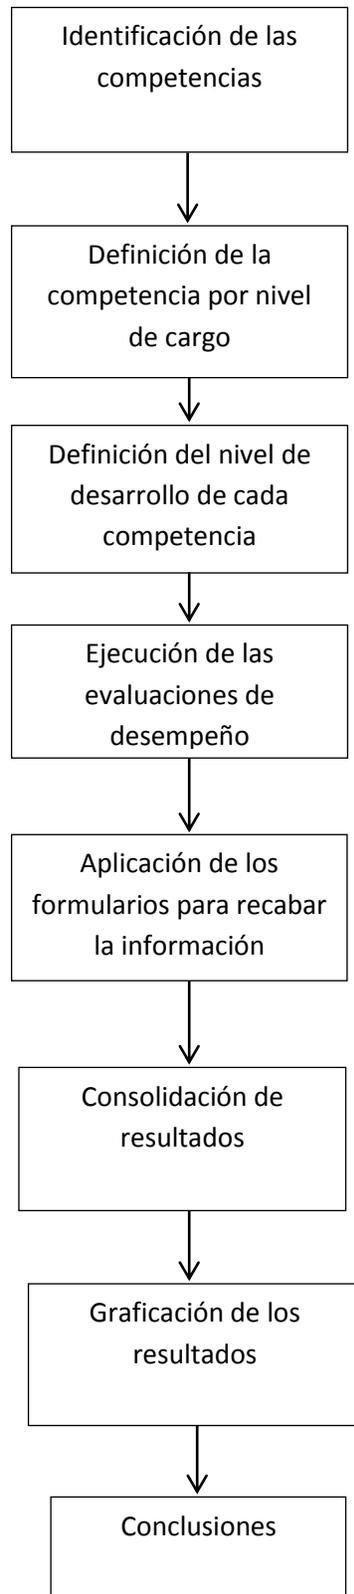 Identificación de las
competencias
Definición de la
competencia por nivel
de cargo
Definición del nivel de
desarrollo de cada
competencia
Ejecución de las
evaluaciones de
desempeño
Aplicación de los
formularios para recabar
la información
Consolidación de
resultados
Graficación de los
resultados
Conclusiones